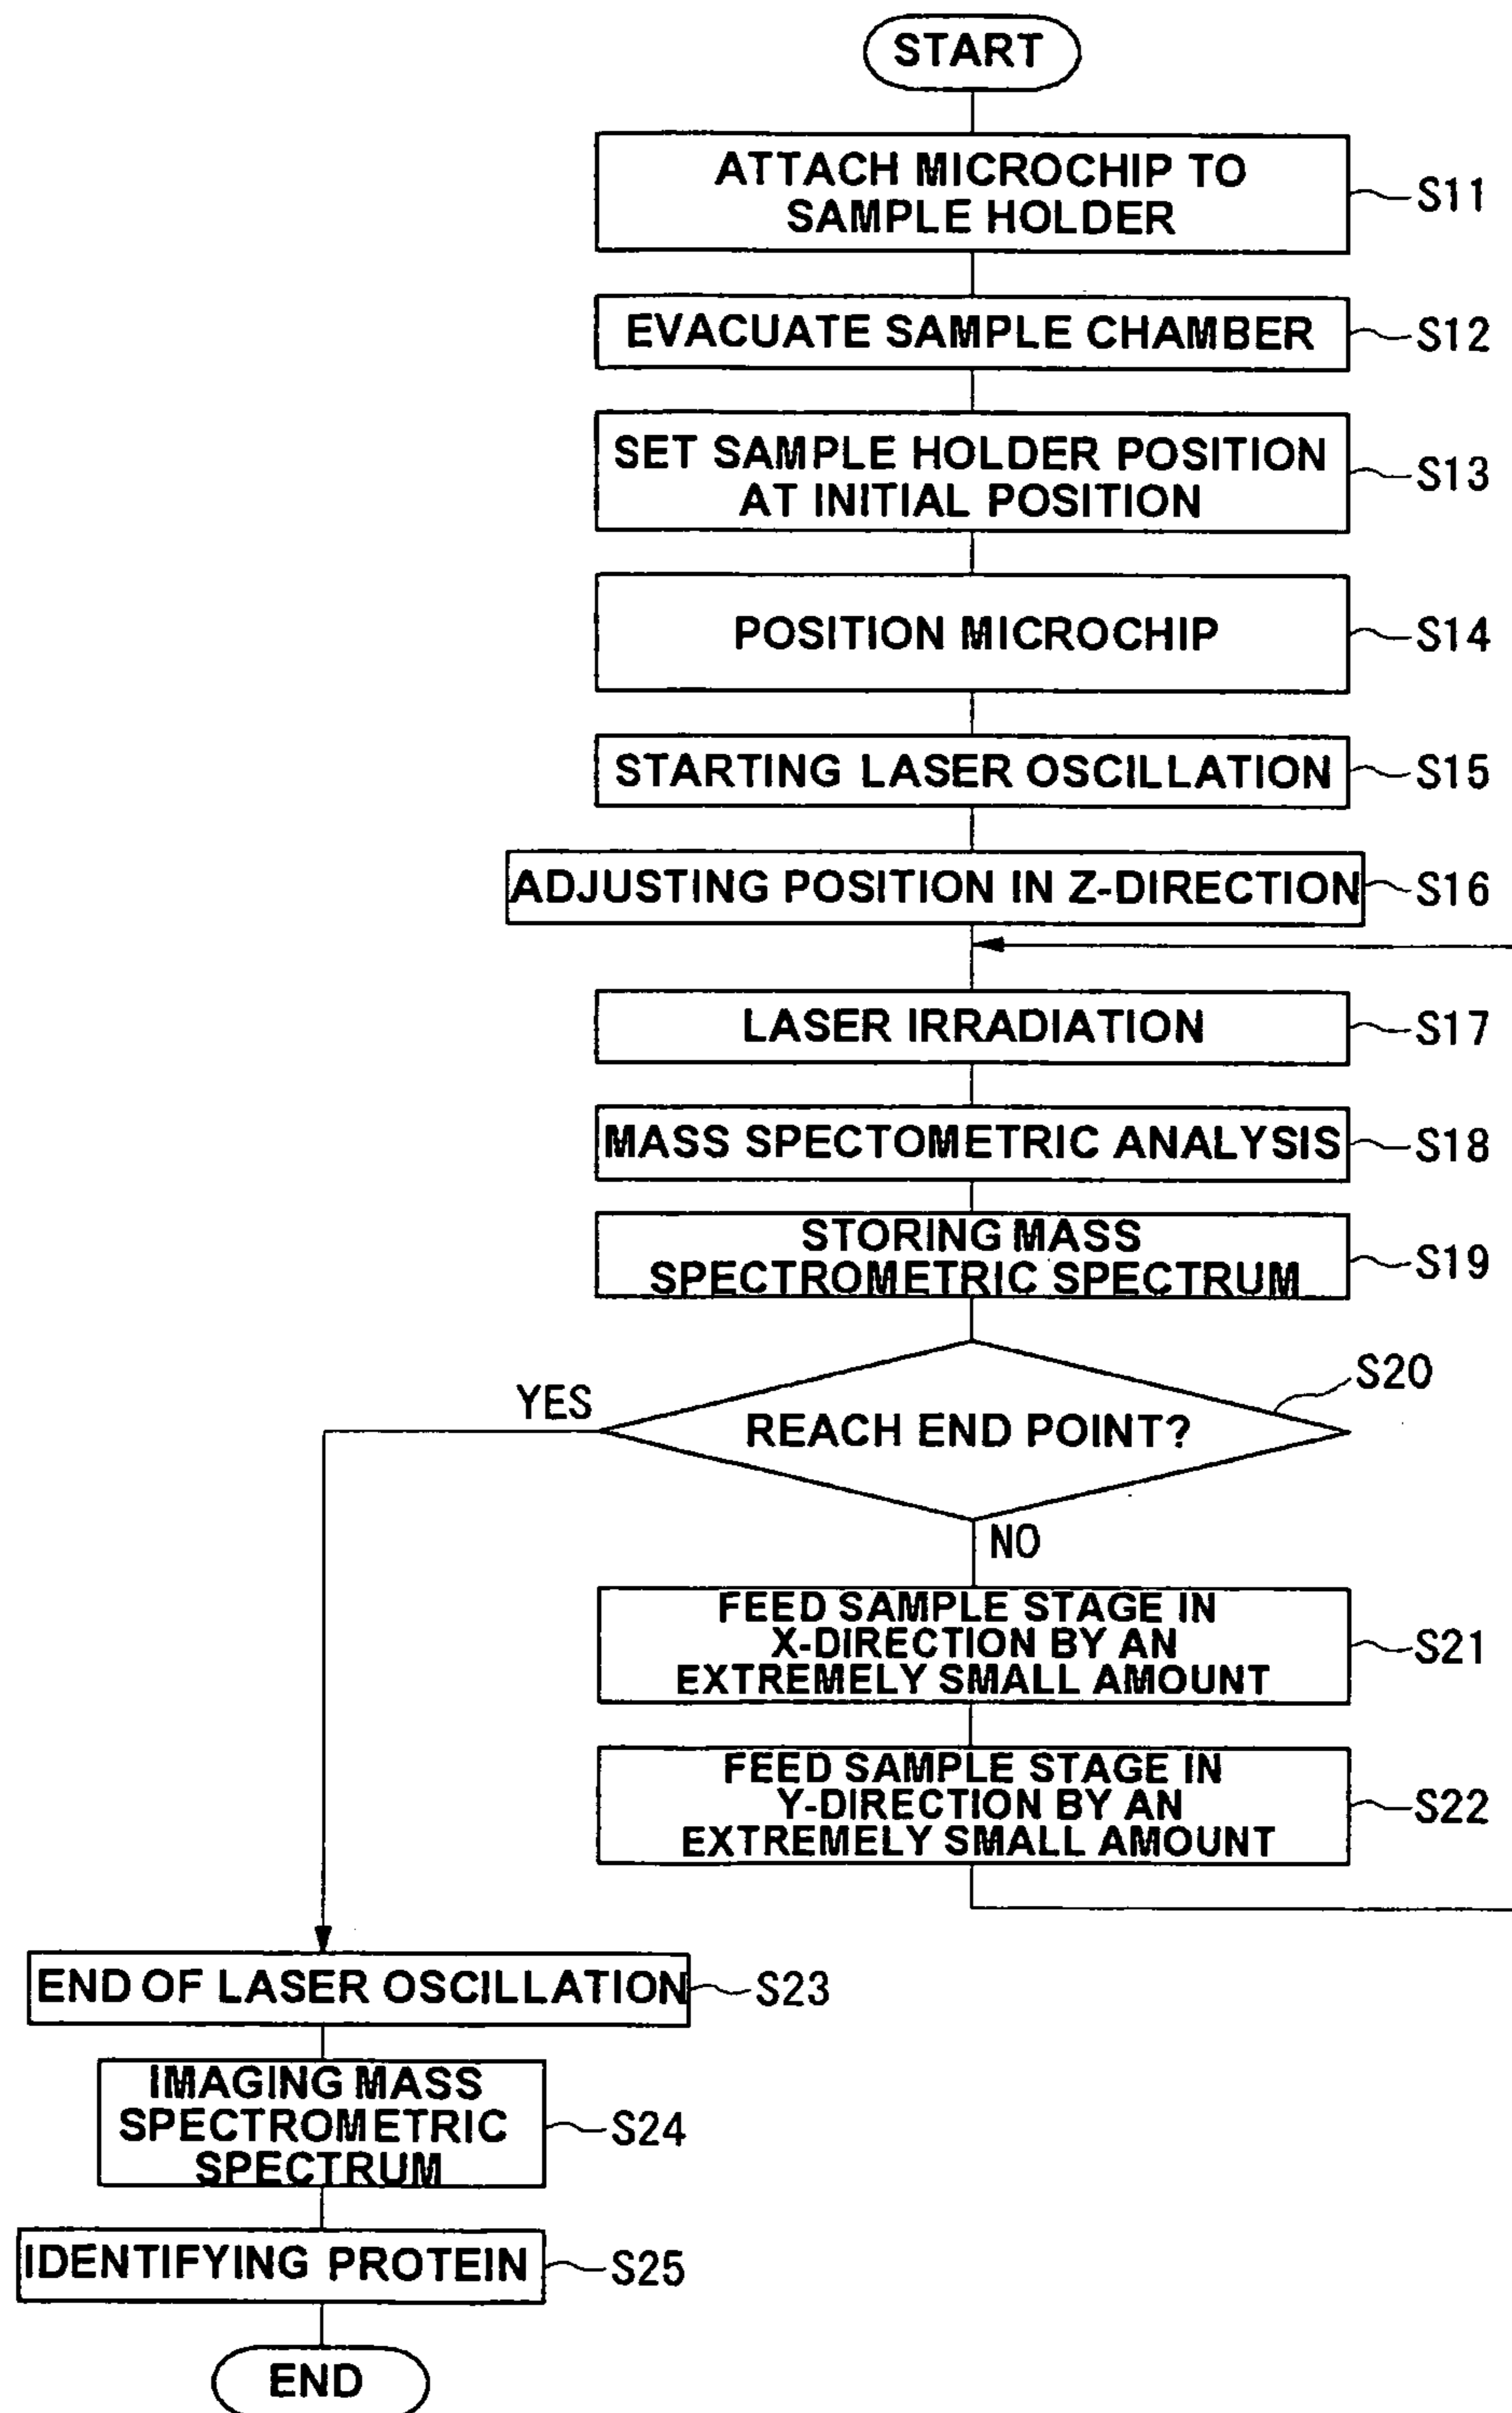 START
ATTACH MICROCHIP TO
SAMPLE HOLDER
S11
EVACUATE SAMPLE CHAMBER
S12
SET SAMPLE HOLDER POSITION
AT INITIAL POSITION
S13
POSITION MICROCHIP
S14
STARTING LASER OSCILLATION
S15
ADJUSTING POSITION IN Z-DIRECTION
S16
LASER IRRADIATION
S17
MASS SPECTOMETRIC ANALYSIS
S18
STORING MASS
SPECTROMETRIC SPECTRUM
S19
REACH END POINT?
S20
YES
NO
FEED SAMPLE STAGE IN
X-DIRECTION BY AN
EXTREMELY SMALL AMOUNT
S21
FEED SAMPLE STAGE IN
Y-DIRECTION BY AN
EXTREMELY SMALL AMOUNT
S22
END OF LASER OSCILLATION
S23
IMAGING MASS
SPECTROMETRIC
SPECTRUM
S24
IDENTIFYING PROTEIN
S25
END